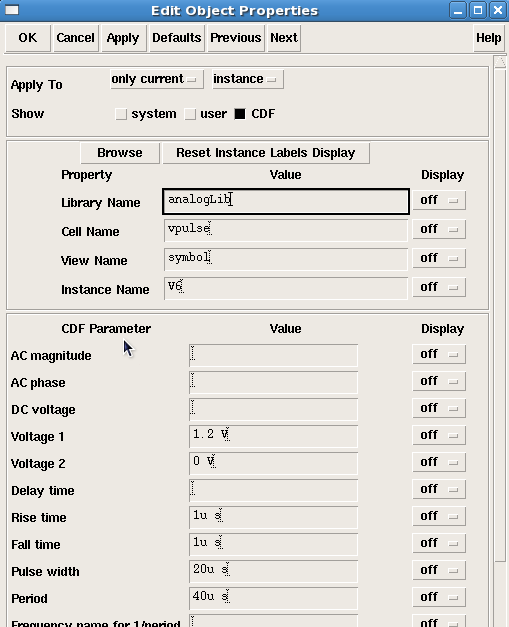 Edit Object Properties
OK Cancel Apply Defaults Previous Next Help
Apply To only current instance
Show system user CDF
Browse Reset Instance Labels Display
Property Value Display
Library Name analogLib off
Cell Name vpulse off
View Name symbol off
Instance Name V6 off
CDF Parameter Value Display
AC magnitude off
AC phase off
DC voltage off
Voltage 1 1.2 V off
Voltage 2 0 V off
Delay time off
Rise time 1u s off
Fall time 1u s off
Pulse width 20u s off
Period 40u s off
Frequency name for 1/period off